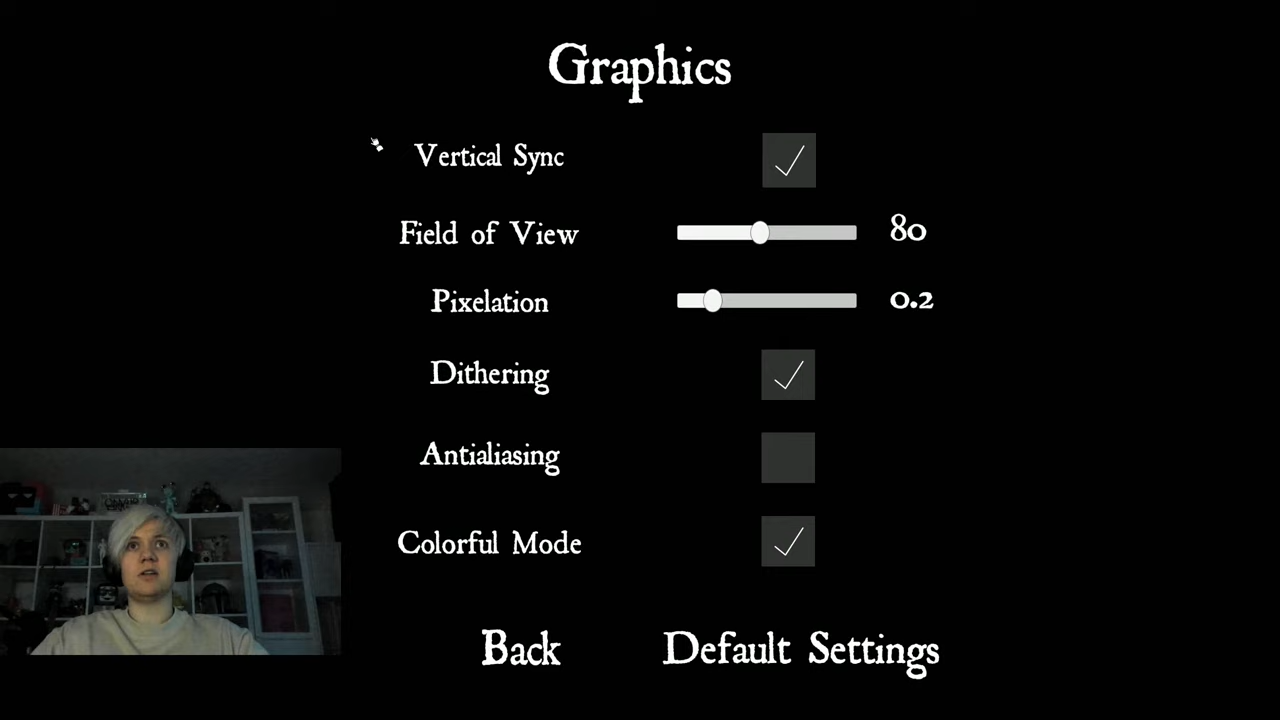 Graphics
Vertical Sync
Field of View 80
Pixelation 0.2
Dithering
Antialiasing
Colorful Mode
Back Default Settings